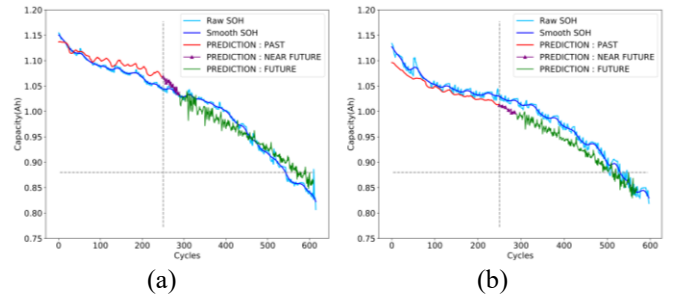 1.20
1.15
1.10
1.05
1.00
0.95
0.90
0.85
0.80
0.75
Capacity(Ah)
0 100 200 300 400 500 600
Cycles
Raw SOH
Smooth SOH
PREDICTION : PAST
PREDICTION : NEAR FUTURE
PREDICTION : FUTURE
(a)
1.20
1.15
1.10
1.05
1.00
0.95
0.90
0.85
0.80
0.75
Capacity(Ah)
0 100 200 300 400 500 600
Cycles
Raw SOH
Smooth SOH
PREDICTION : PAST
PREDICTION : NEAR FUTURE
PREDICTION : FUTURE
(b)